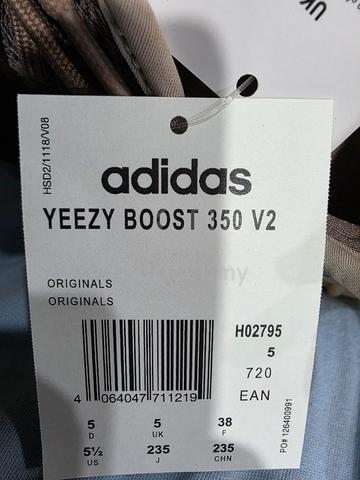 UK
HSD2/1118/V08
adidas
YEEZY BOOST 350 V2
ORIGINALS
ORIGINALS
H02795
5
720
EAN
4 064047 711219
PO# 126400991
5 5 38
D UK F
5½ 235 235
US J CHN